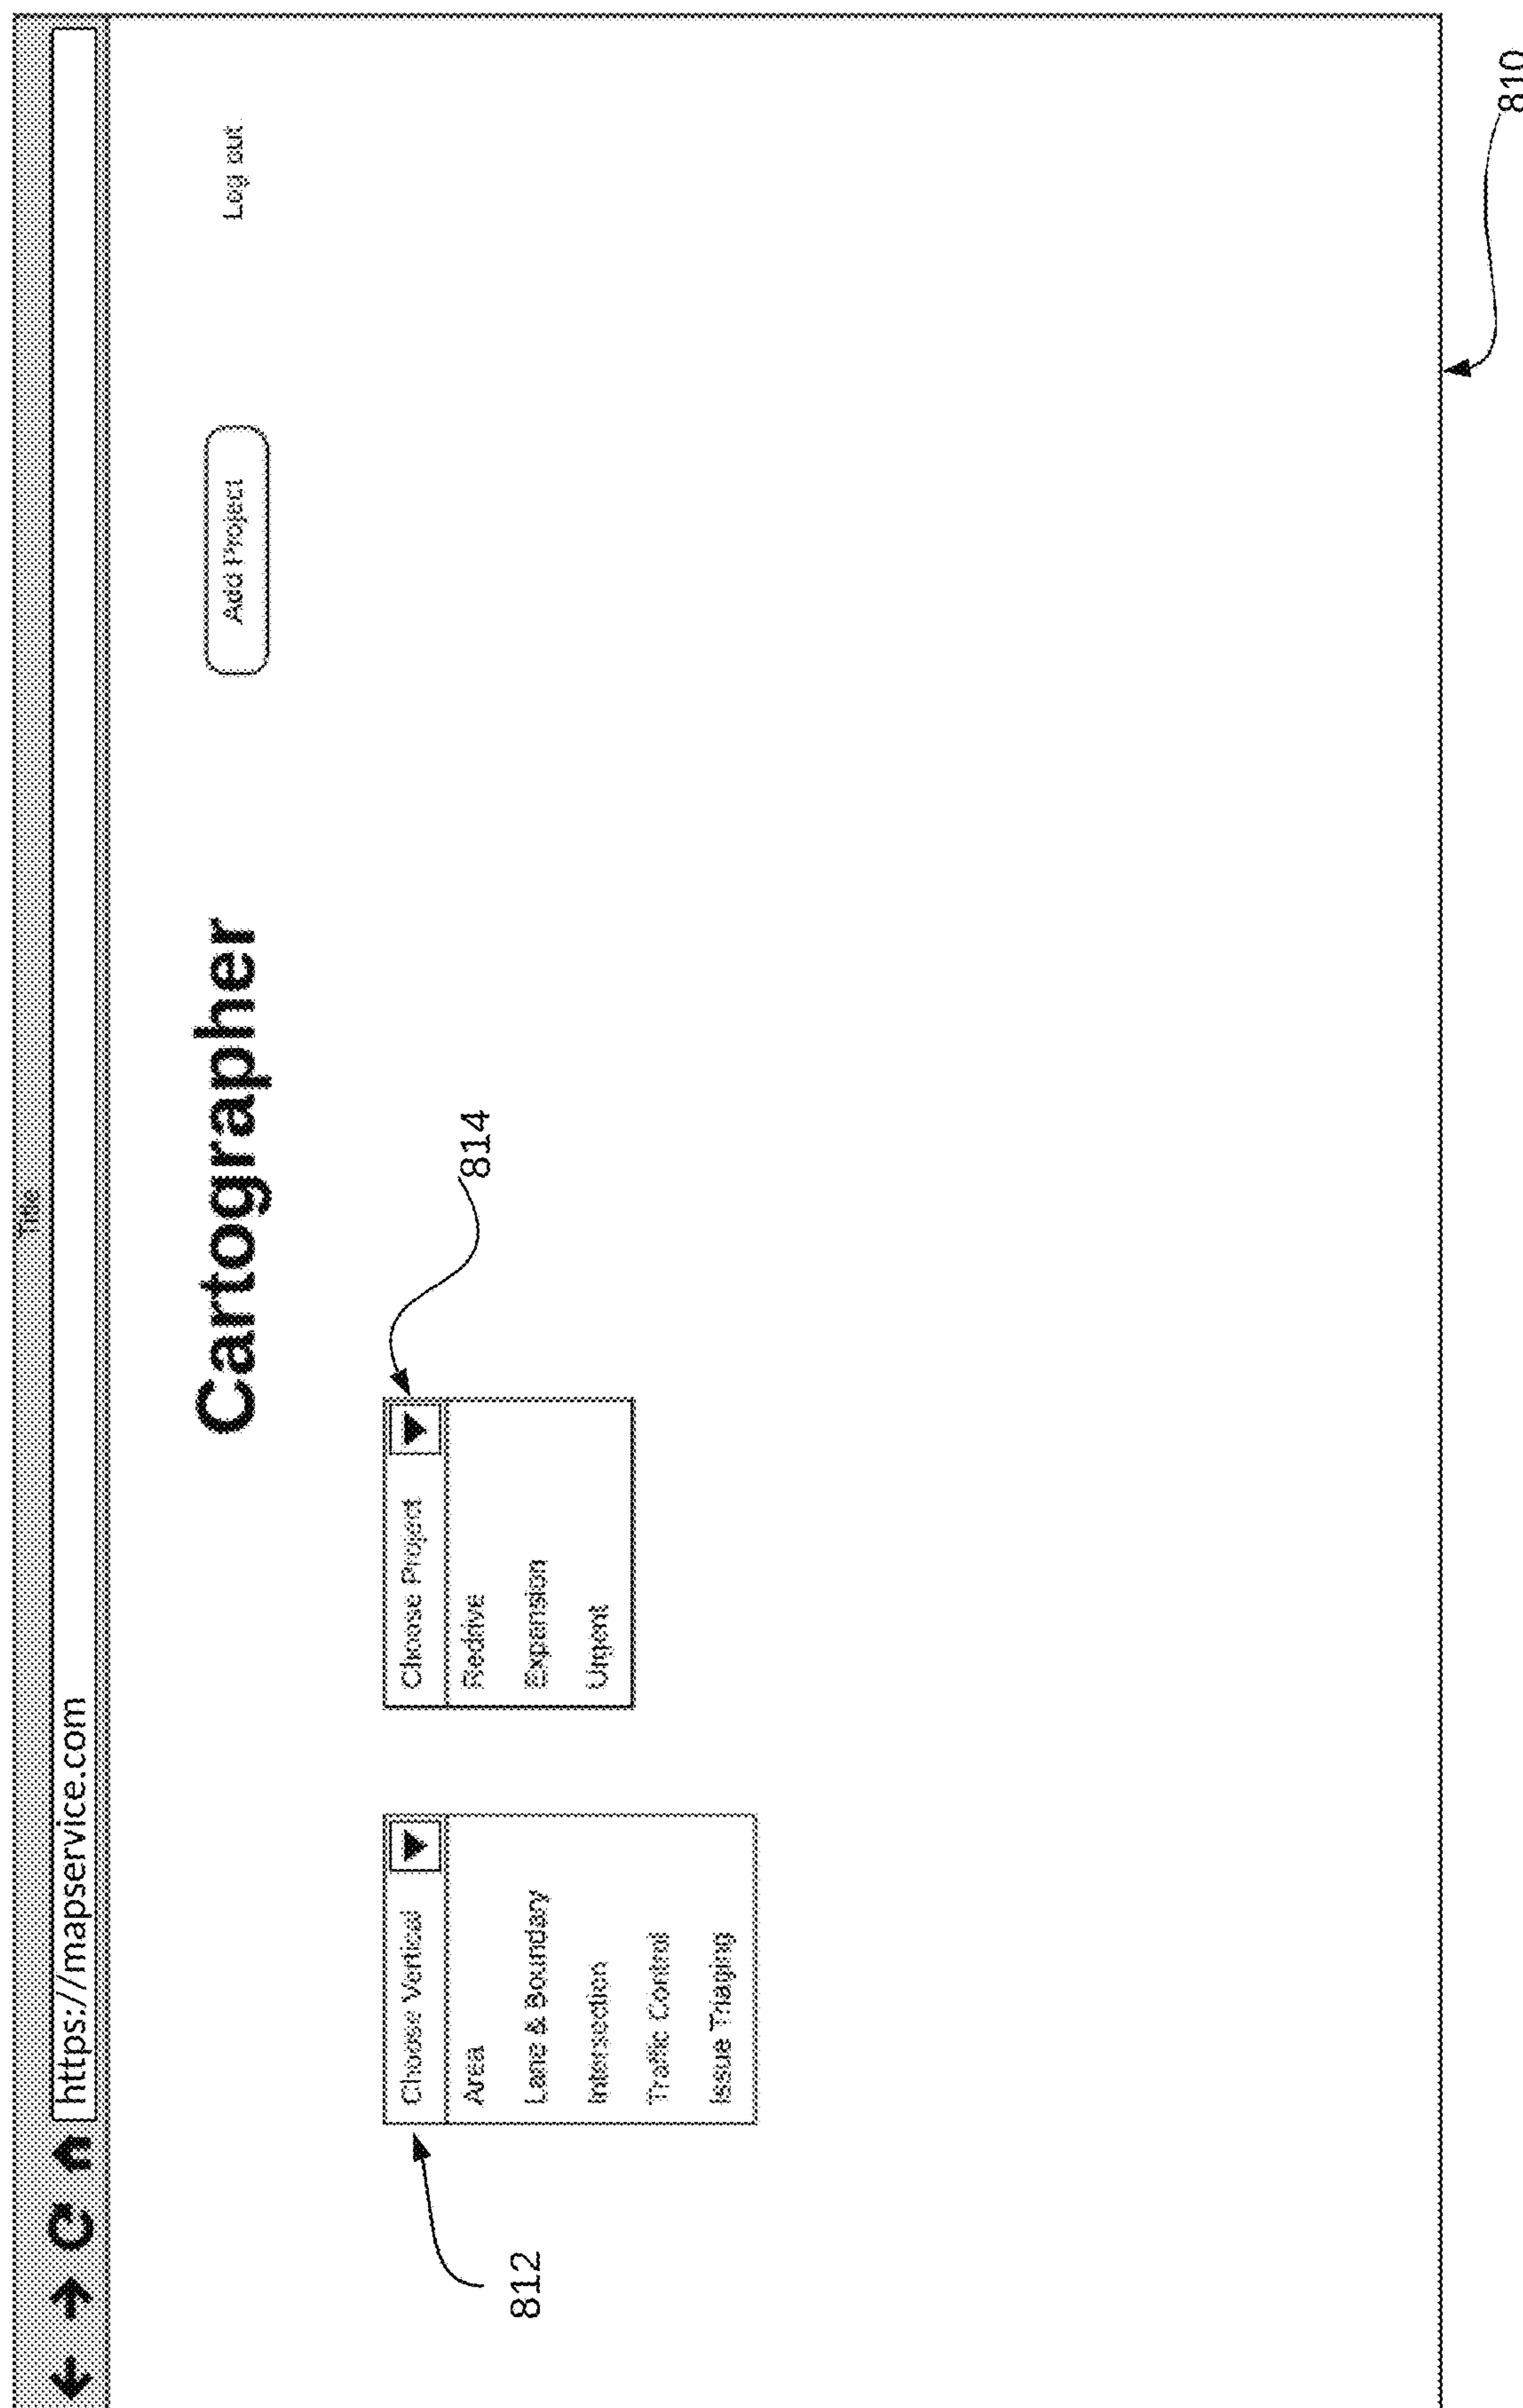 Title
https://mapservice.com
Cartographer
Add Project
Log out
Choose Vertical
Area
Lane & Boundary
Intersection
Traffic Control
Issue Triaging
Choose Project
Redrive
Expansion
Urgent
812
814
810